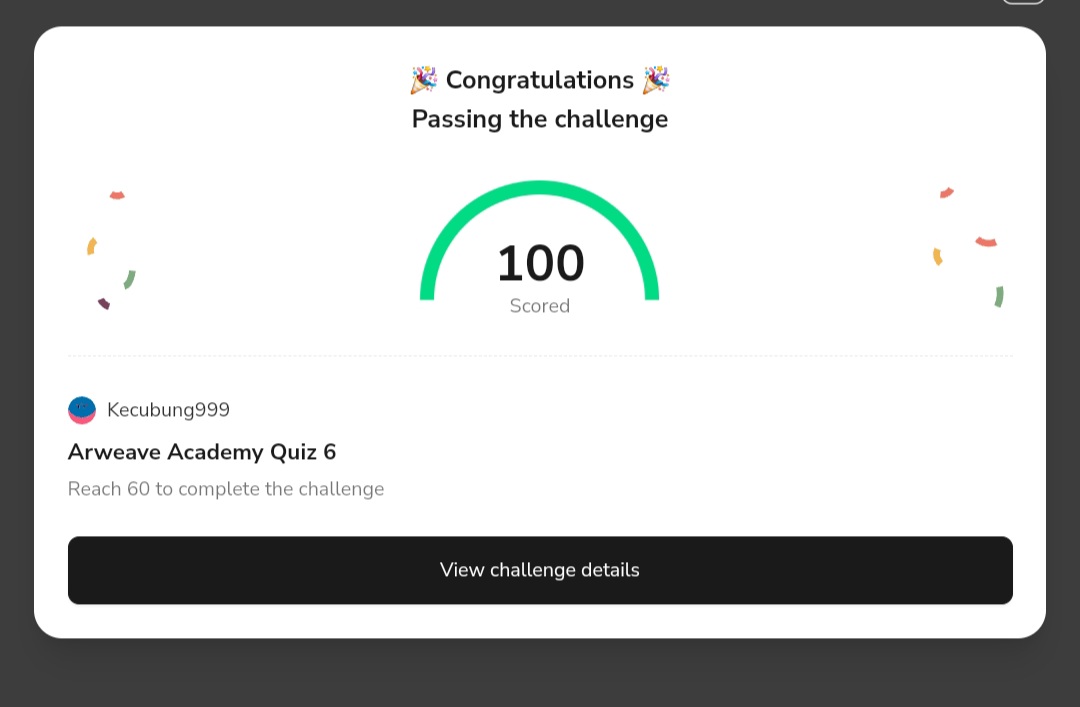 🎉 Congratulations 🎉
Passing the challenge
100
Scored
Kecubung999
Arweave Academy Quiz 6
Reach 60 to complete the challenge
View challenge details